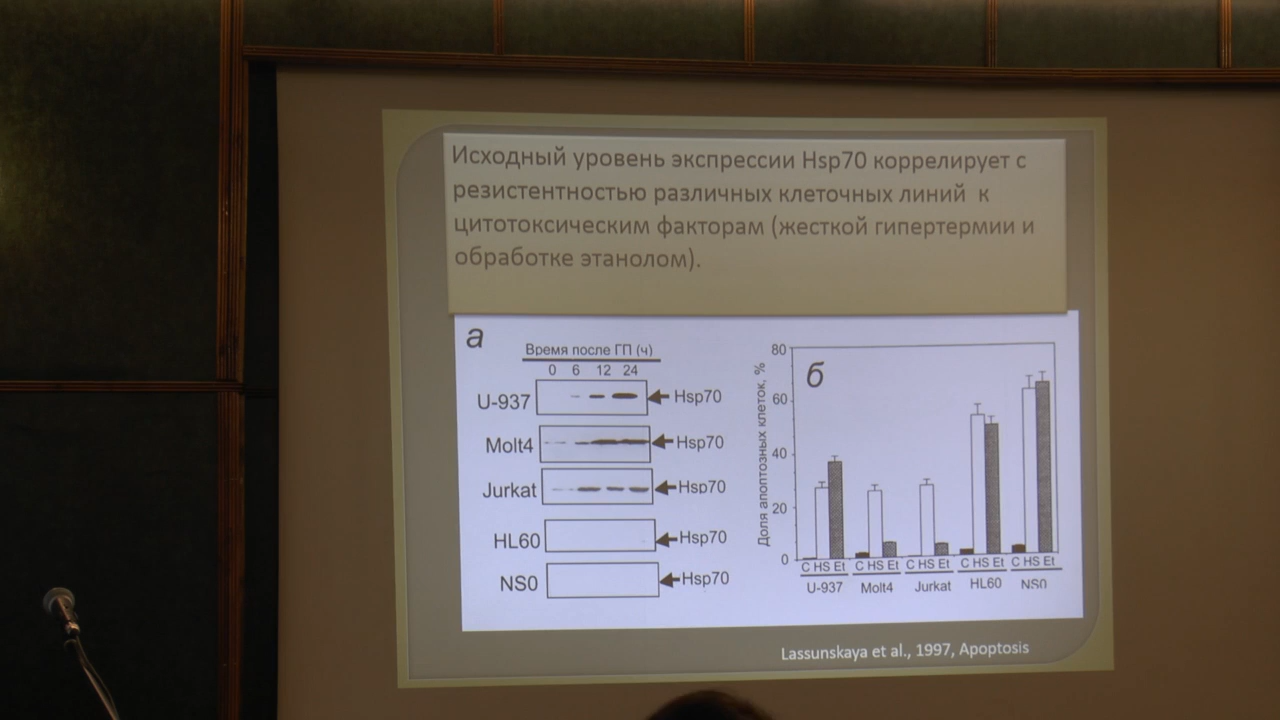 Исходный уровень экспрессии Hsp70 коррелирует с
резистентностью различных клеточных линий к
цитотоксическим факторам (жесткой гипертермии и
обработке этанолом).
а
Время после ГП (ч)
0 6 12 24
U-937 Hsp70
Molt4 Hsp70
Jurkat Hsp70
HL60 Hsp70
NS0 Hsp70
б
Доля апоптозных клеток, %
80
60
40
20
0
C HS Et C HS Et C HS Et C HS Et C HS Et
U-937 Molt4 Jurkat HL60 NS0
Lassunskaya et al., 1997, Apoptosis